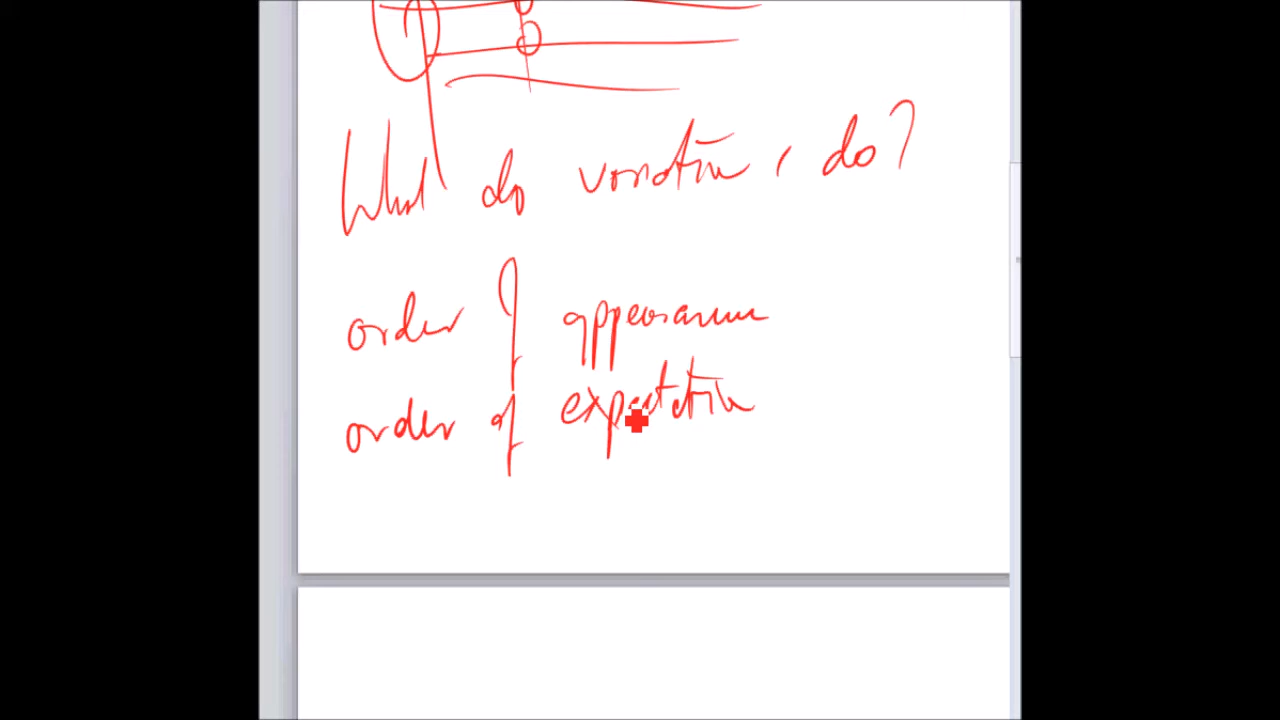 What do variations do?
order of appearance
order of expectation